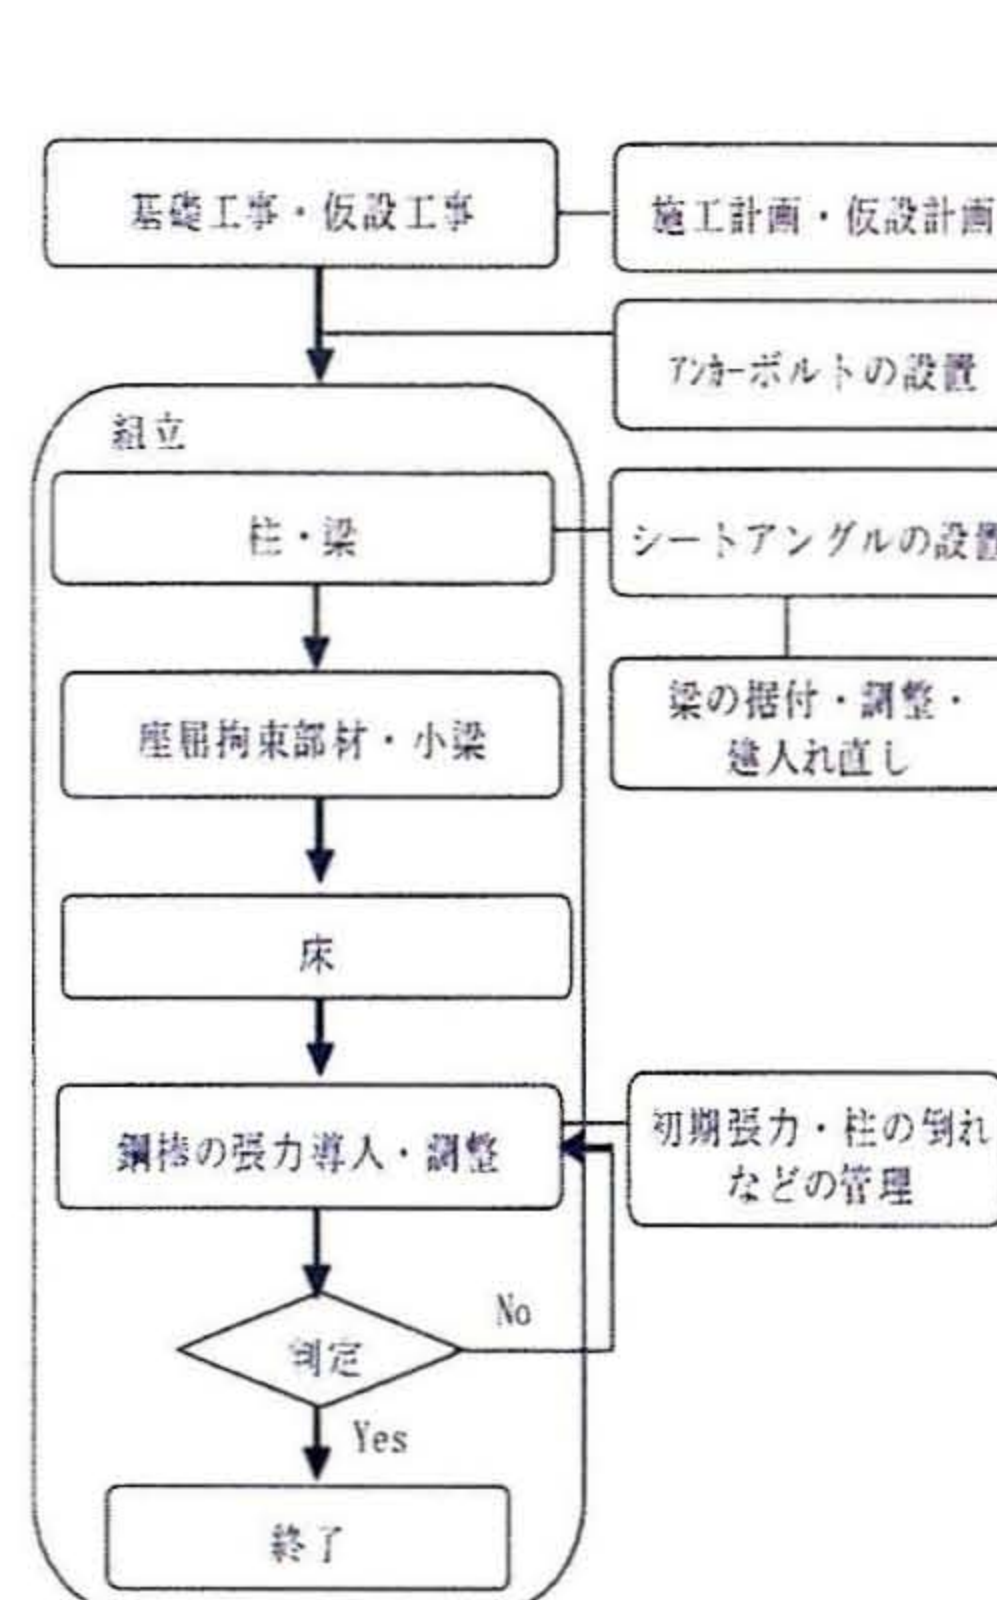 基礎工事・仮設工事
施工計画・仮設計画
アンカーボルトの設置
組立
柱・梁
シートアングルの設置
座屈拘束部材・小梁
梁の据付・調整・
建入れ直し
床
鋼棒の張力導入・調整
初期張力・柱の倒れ
などの管理
No
判定
Yes
終了